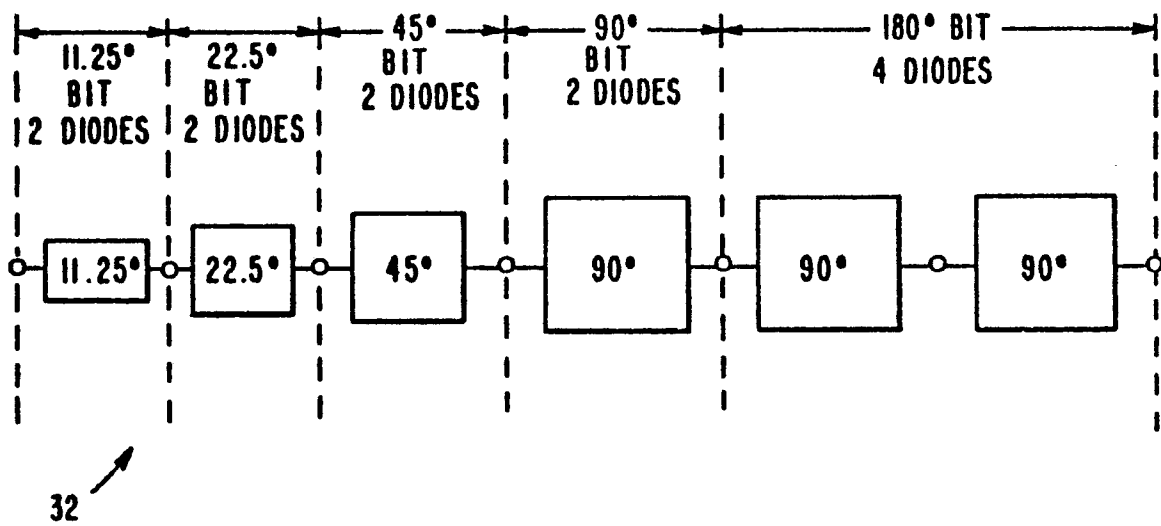 11.25°
BIT
2 DIODES
22.5°
BIT
2 DIODES
45°
BIT
2 DIODES
90°
BIT
2 DIODES
180° BIT
4 DIODES
11.25°
22.5°
45°
90°
90°
90°
32